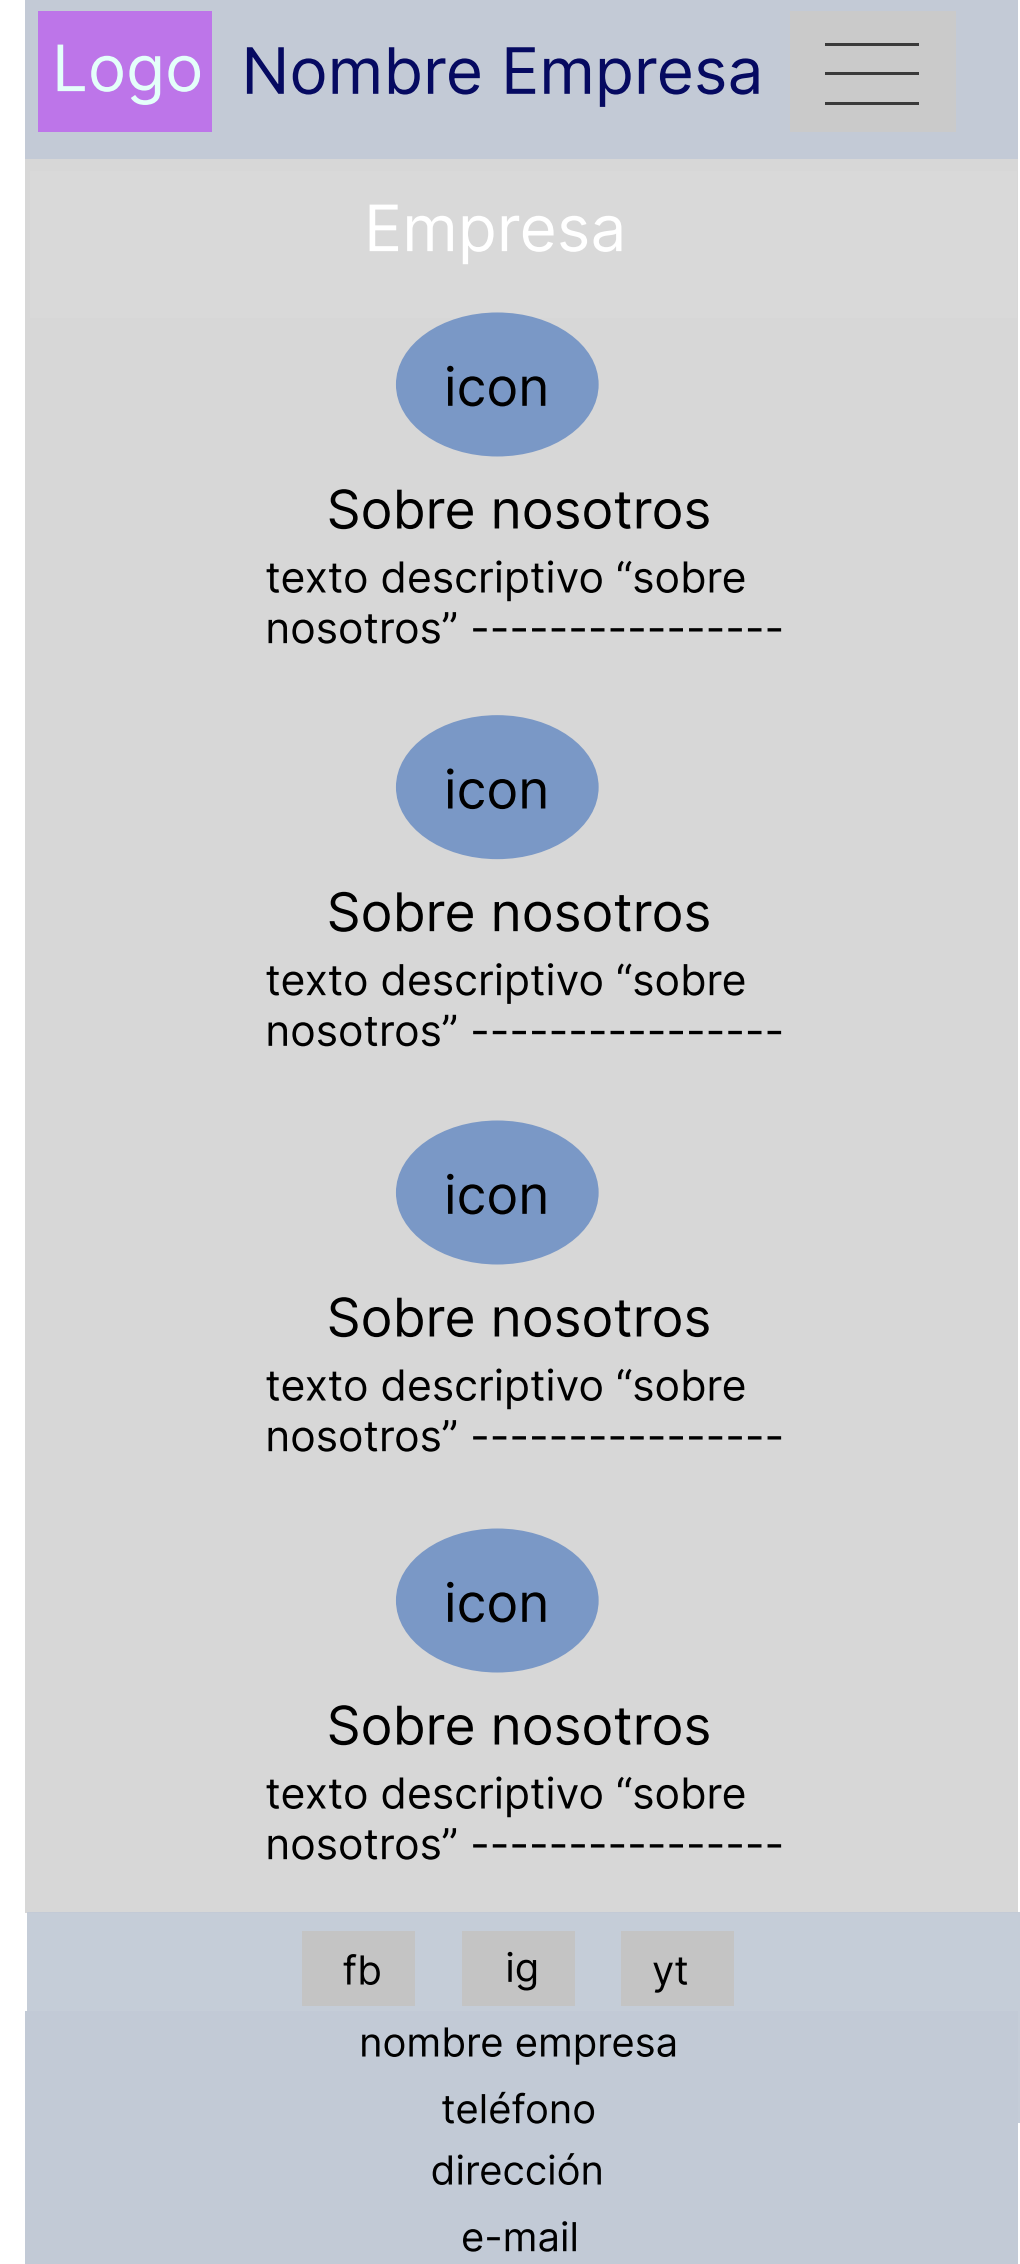 Logo
Nombre Empresa
Empresa
icon
Sobre nosotros
texto descriptivo “sobre
nosotros” ----------------
icon
Sobre nosotros
texto descriptivo “sobre
nosotros” ----------------
icon
Sobre nosotros
texto descriptivo “sobre
nosotros” ----------------
icon
Sobre nosotros
texto descriptivo “sobre
nosotros” ----------------
fb ig yt
nombre empresa
teléfono
dirección
e-mail